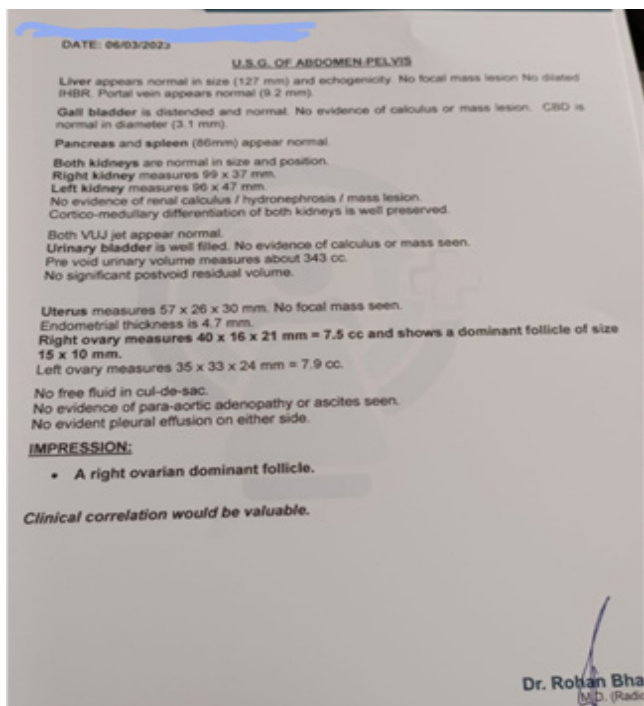 DATE: 06/03/2023
U.S.G. OF ABDOMEN-PELVIS
Liver appears normal in size (127 mm) and echogenicity. No focal mass lesion No dilated
IHBR. Portal vein appears normal (9.2 mm).
Gall bladder is distended and normal. No evidence of calculus or mass lesion. CBD is
normal in diameter (3.1 mm).
Pancreas and spleen (86mm) appear normal.
Both kidneys are normal in size and position.
Right kidney measures 99 x 37 mm.
Left kidney measures 96 x 47 mm.
No evidence of renal calculus / hydronephrosis / mass lesion.
Cortico-medullary differentiation of both kidneys is well preserved.
Both VUJ jet appear normal.
Urinary bladder is well filled. No evidence of calculus or mass seen.
Pre void urinary volume measures about 343 cc.
No significant postvoid residual volume.
Uterus measures 57 x 26 x 30 mm. No focal mass seen.
Endometrial thickness is 4.7 mm.
Right ovary measures 40 x 16 x 21 mm = 7.5 cc and shows a dominant follicle of size
15 x 10 mm.
Left ovary measures 35 x 33 x 24 mm = 7.9 cc.
No free fluid in cul-de-sac.
No evidence of para-aortic adenopathy or ascites seen.
No evident pleural effusion on either side.
IMPRESSION:
• A right ovarian dominant follicle.
Clinical correlation would be valuable.
Dr. Rohan Bha
M.D. (Radio